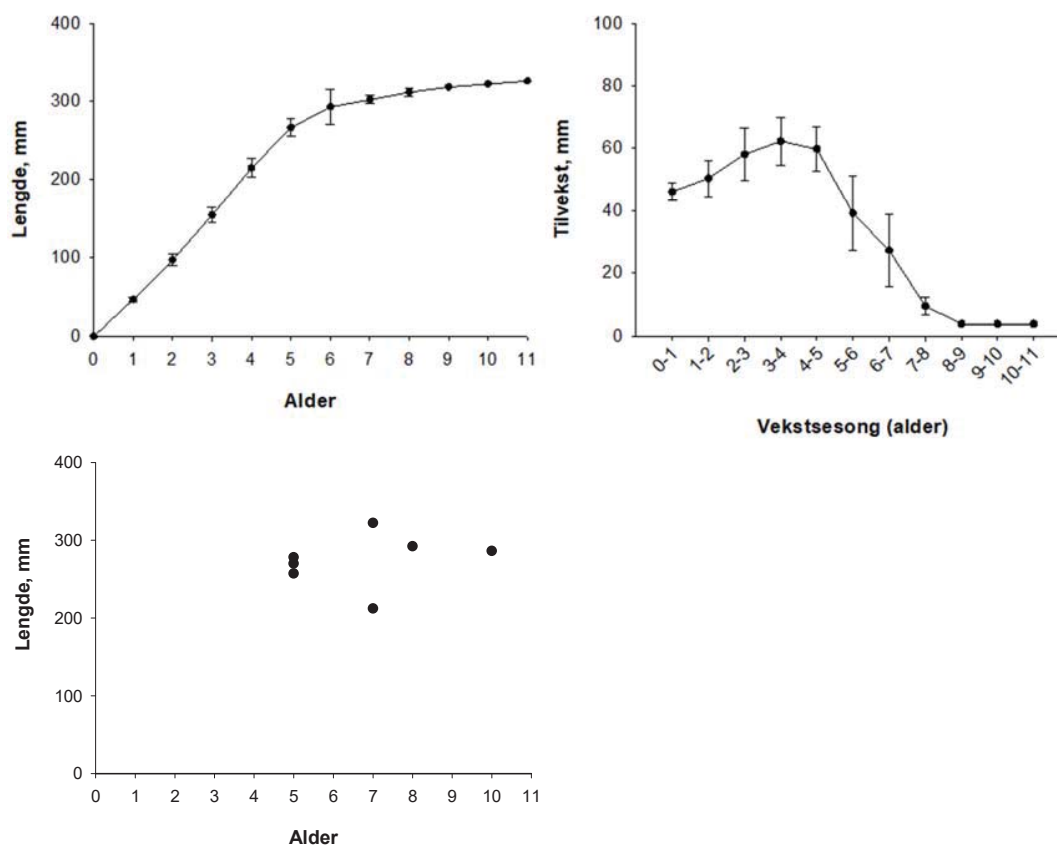 Lengde, mm
400
300
200
100
0
0 1 2 3 4 5 6 7 8 9 10 11
Alder
Tilvekst, mm
100
80
60
40
20
0
0-1 1-2 2-3 3-4 4-5 5-6 6-7 7-8 8-9 9-10 10-11
Vekstsesong (alder)
Lengde, mm
400
300
200
100
0
0 1 2 3 4 5 6 7 8 9 10 11
Alder